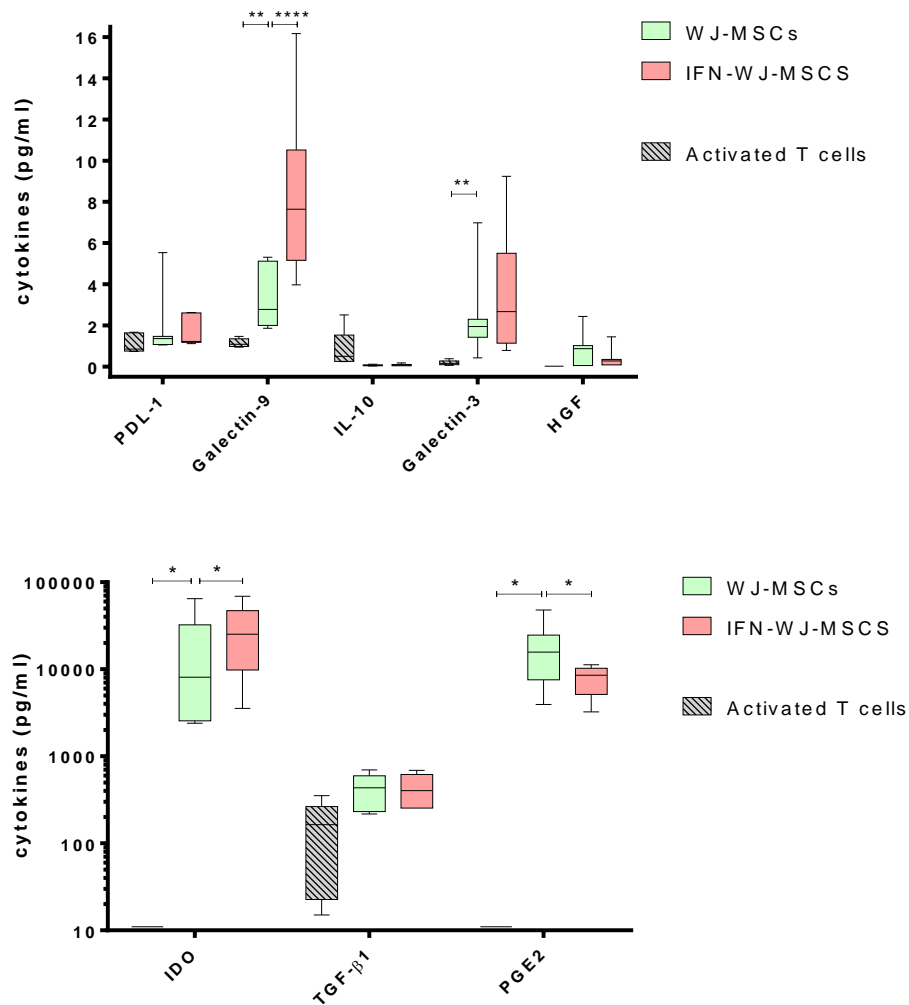 ** ****
16
14
12
10
8
6
4
2
0
cytokines (pg/ml)
**
PDL-1
Galectin-9
IL-10
Galectin-3
HGF
WJ-MSCs
IFN-WJ-MSCS
Activated T cells
* * * *
100000
10000
1000
100
10
cytokines (pg/ml)
IDO
TGF-β1
PGE2
WJ-MSCs
IFN-WJ-MSCS
Activated T cells